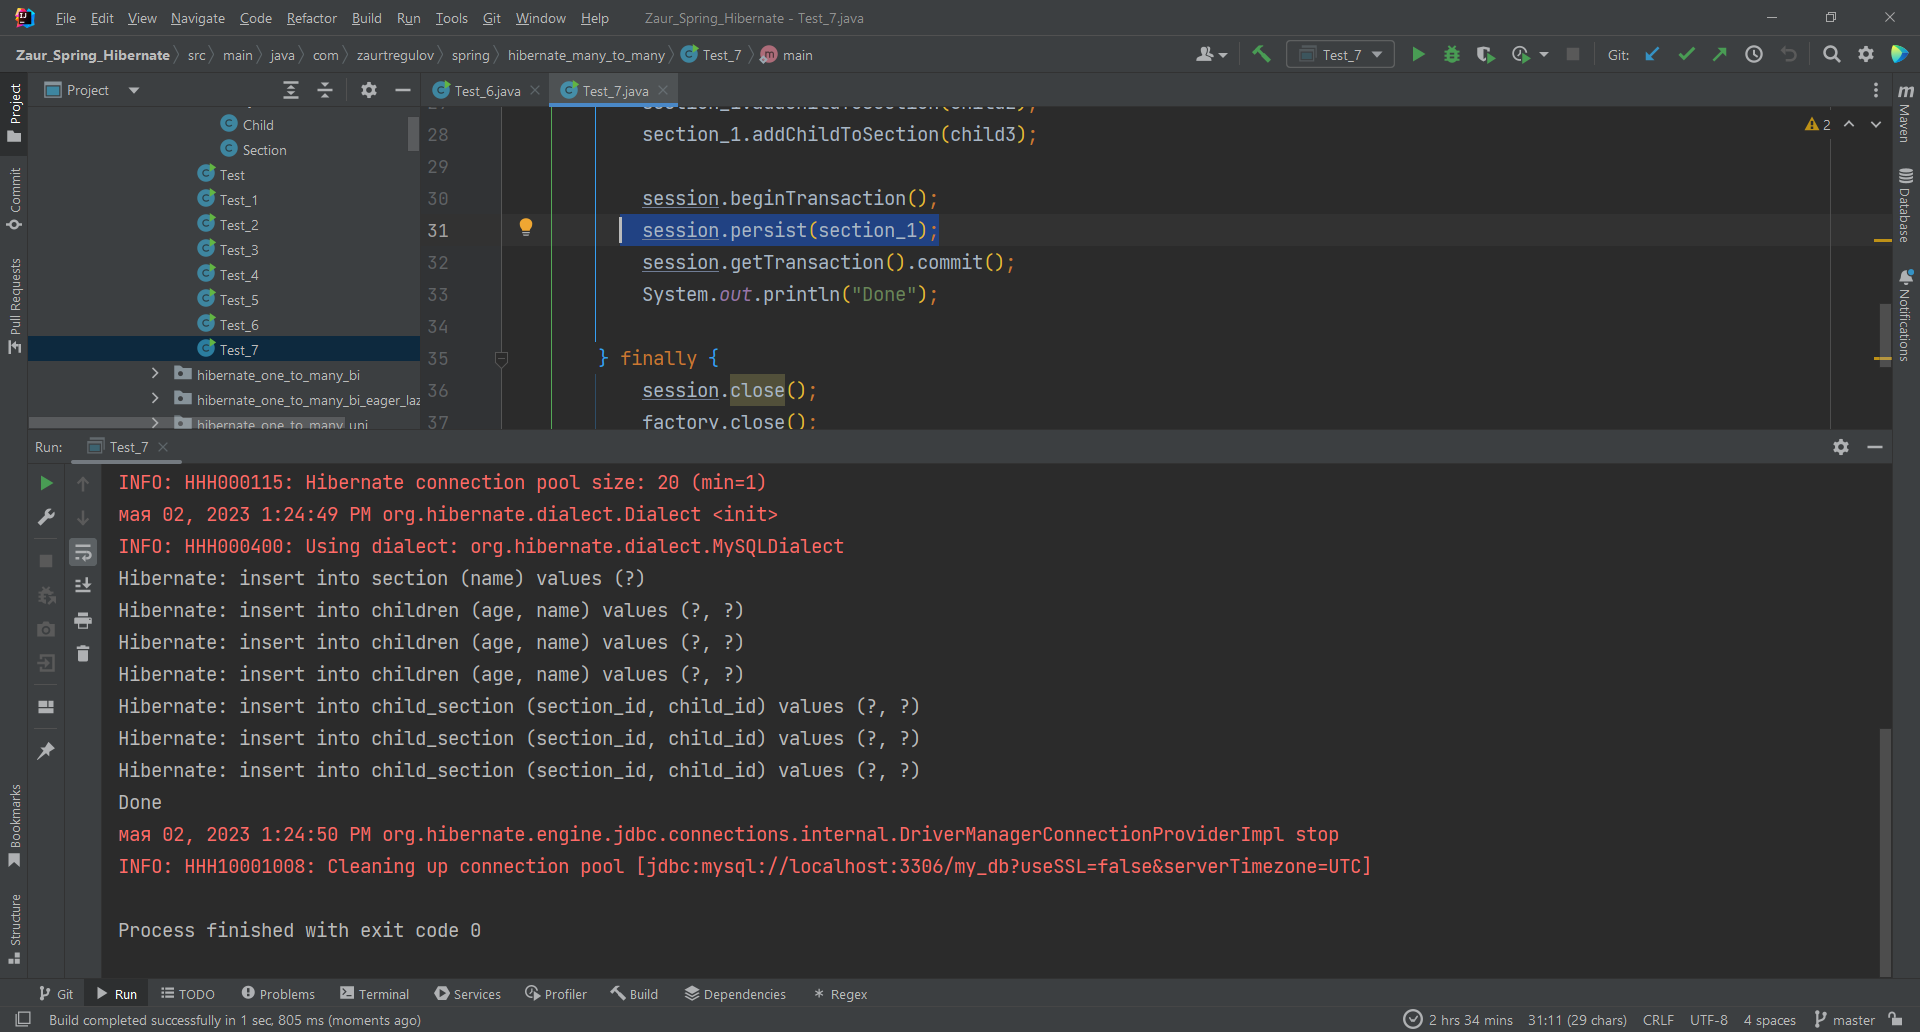 File Edit View Navigate Code Refactor Build Run Tools Git Window Help Zaur_Spring_Hibernate - Test_7.java
Zaur_Spring_Hibernate src main java com zaurtregulov spring hibernate_many_to_many Test_7 main Test_7 Git:
Project
Test_6.java Test_7.java
Child
Section
Test
Test_1
Test_2
Test_3
Test_4
Test_5
Test_6
Test_7
hibernate_one_to_many_bi
hibernate_one_to_many_bi_eager_laz
hibernate_one_to_many_uni
28 section_1.addChildToSection(child3);
29
30 session.beginTransaction();
31 session.persist(section_1);
32 session.getTransaction().commit();
33 System.out.println("Done");
34
35 } finally {
36 session.close();
37 factory.close();
2
Project
Commit
Pull Requests
Bookmarks
Structure
Maven
Database
Notifications
Run: Test_7
INFO: HHH000115: Hibernate connection pool size: 20 (min=1)
мая 02, 2023 1:24:49 PM org.hibernate.dialect.Dialect <init>
INFO: HHH000400: Using dialect: org.hibernate.dialect.MySQLDialect
Hibernate: insert into section (name) values (?)
Hibernate: insert into children (age, name) values (?, ?)
Hibernate: insert into children (age, name) values (?, ?)
Hibernate: insert into children (age, name) values (?, ?)
Hibernate: insert into child_section (section_id, child_id) values (?, ?)
Hibernate: insert into child_section (section_id, child_id) values (?, ?)
Hibernate: insert into child_section (section_id, child_id) values (?, ?)
Done
мая 02, 2023 1:24:50 PM org.hibernate.engine.jdbc.connections.internal.DriverManagerConnectionProviderImpl stop
INFO: HHH10001008: Cleaning up connection pool [jdbc:mysql://localhost:3306/my_db?useSSL=false&serverTimezone=UTC]
Process finished with exit code 0
Git Run TODO Problems Terminal Services Profiler Build Dependencies Regex
Build completed successfully in 1 sec, 805 ms (moments ago) 2 hrs 34 mins 31:11 (29 chars) CRLF UTF-8 4 spaces master